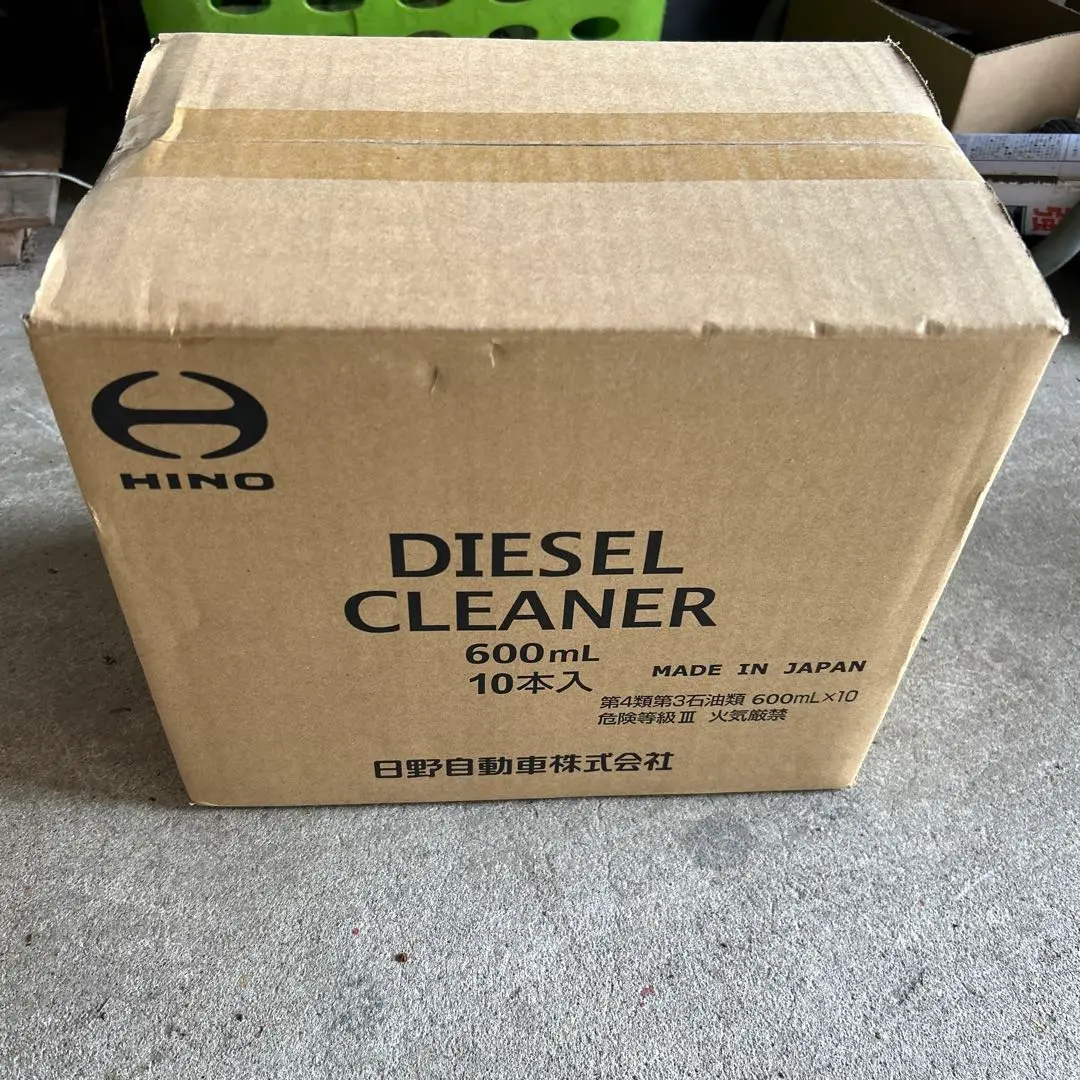 HINO
DIESEL
CLEANER
600mL
10本入
MADE IN JAPAN
第4類第3石油類 600mL×10
危険等級Ⅲ 火気厳禁
日野自動車株式会社